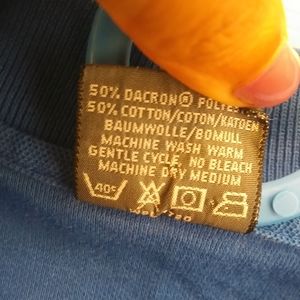 50% DACRON®
50% COTTON/COTON/KATOEN
BAUMWOLLE/BOMULL
MACHINE WASH WARM
GENTLE CYCLE, NO BLEACH
MACHINE DRY MEDIUM
40°